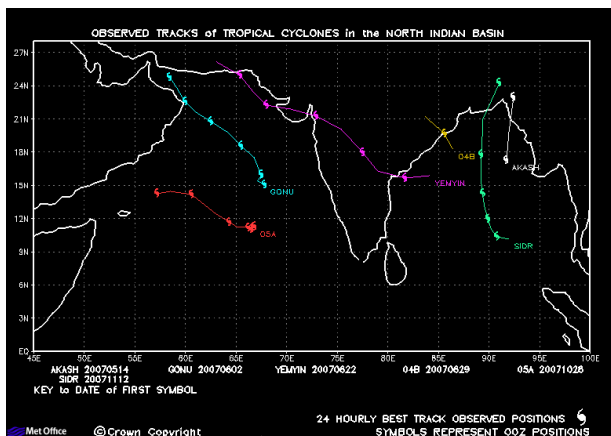 OBSERVED TRACKS of TROPICAL CYCLONES in the NORTH INDIAN BASIN
27N
24N
21N
18N
15N
12N
9N
6N
3N
EQ
GONU
05A
YEMYIN
04B
AKASH
SIDR
45E 50E 55E 60E 65E 70E 75E 80E 85E 90E 95E 100E
AKASH 20070514 GONU 20070602 YEMYIN 20070622 04B 20070629 05A 20071028
SIDR 20071112
KEY to DATE of FIRST SYMBOL
24 HOURLY BEST TRACK OBSERVED POSITIONS
Met Office © Crown Copyright SYMBOLS REPRESENT 00Z POSITIONS